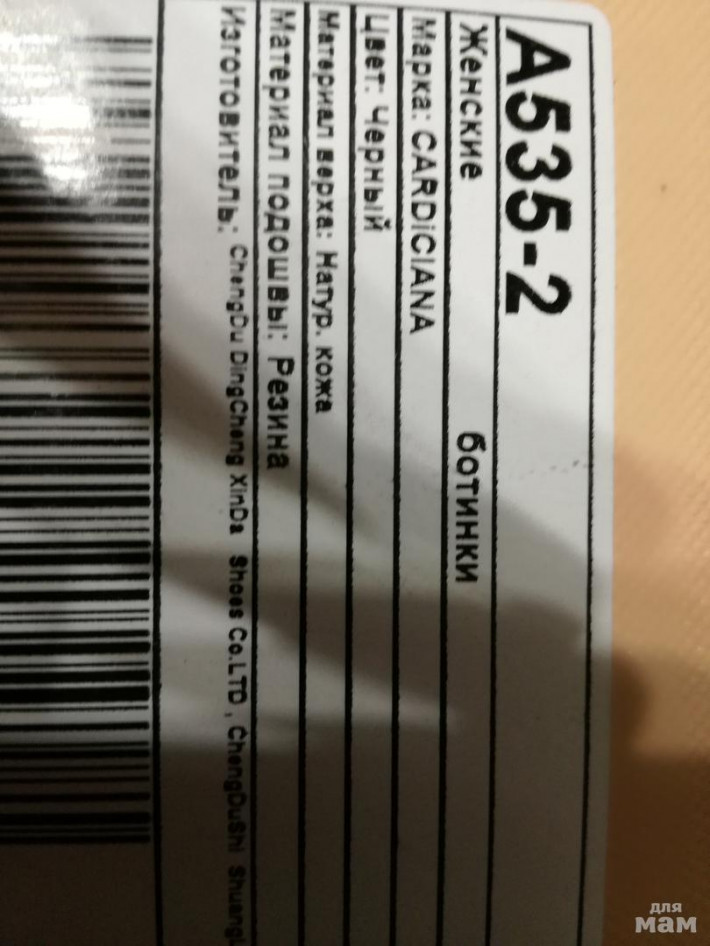 A535-2
Женские ботинки
Марка: CARDiCIANA
Цвет: Черный
Материал верха: Натур. кожа
Материал подошвы: Резина
Изготовитель: ChengDu DingCheng XinDa Shoes Co.LTD , ChengDuShi
для
мам